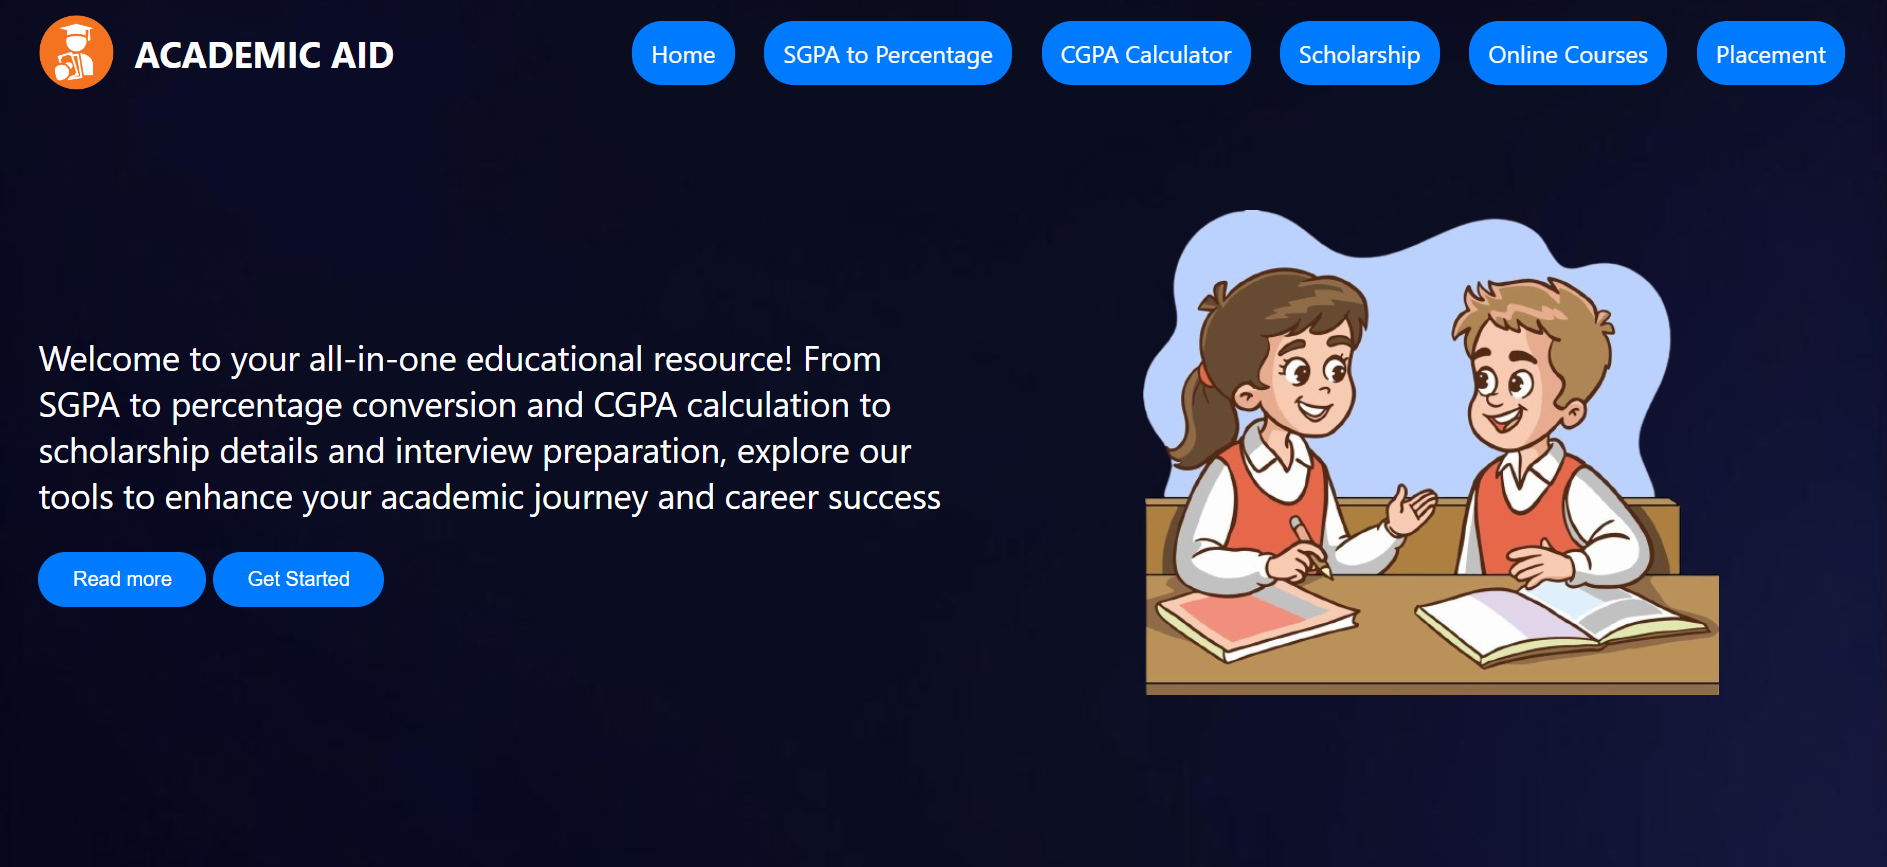 ACADEMIC AID
Home
SGPA to Percentage
CGPA Calculator
Scholarship
Online Courses
Placement
Welcome to your all-in-one educational resource! From
SGPA to percentage conversion and CGPA calculation to
scholarship details and interview preparation, explore our
tools to enhance your academic journey and career success
Read more
Get Started